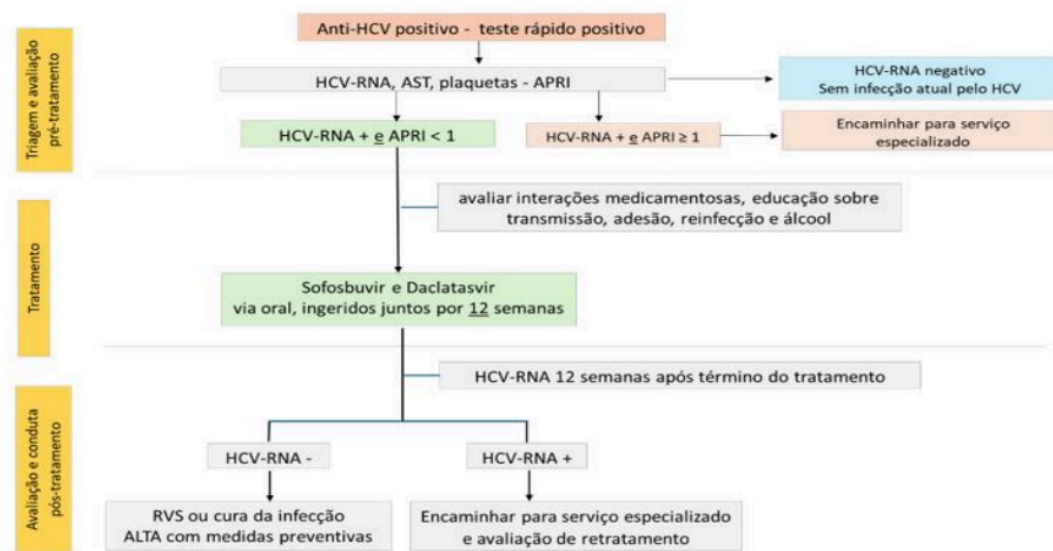 Triagem e avaliação
pré-tratamento
Anti-HCV positivo - teste rápido positivo
HCV-RNA, AST, plaquetas - APRI
HCV-RNA negativo
Sem infecção atual pelo HCV
HCV-RNA + e APRI < 1
HCV-RNA + e APRI ≥ 1
Encaminhar para serviço
especializado
Tratamento
avaliar interações medicamentosas, educação sobre
transmissão, adesão, reinfecção e álcool
Sofosbuvir e Daclatasvir
via oral, ingeridos juntos por 12 semanas
Avaliação e conduta
pós-tratamento
HCV-RNA 12 semanas após término do tratamento
HCV-RNA -
HCV-RNA +
RVS ou cura da infecção
ALTA com medidas preventivas
Encaminhar para serviço especializado
e avaliação de retratamento